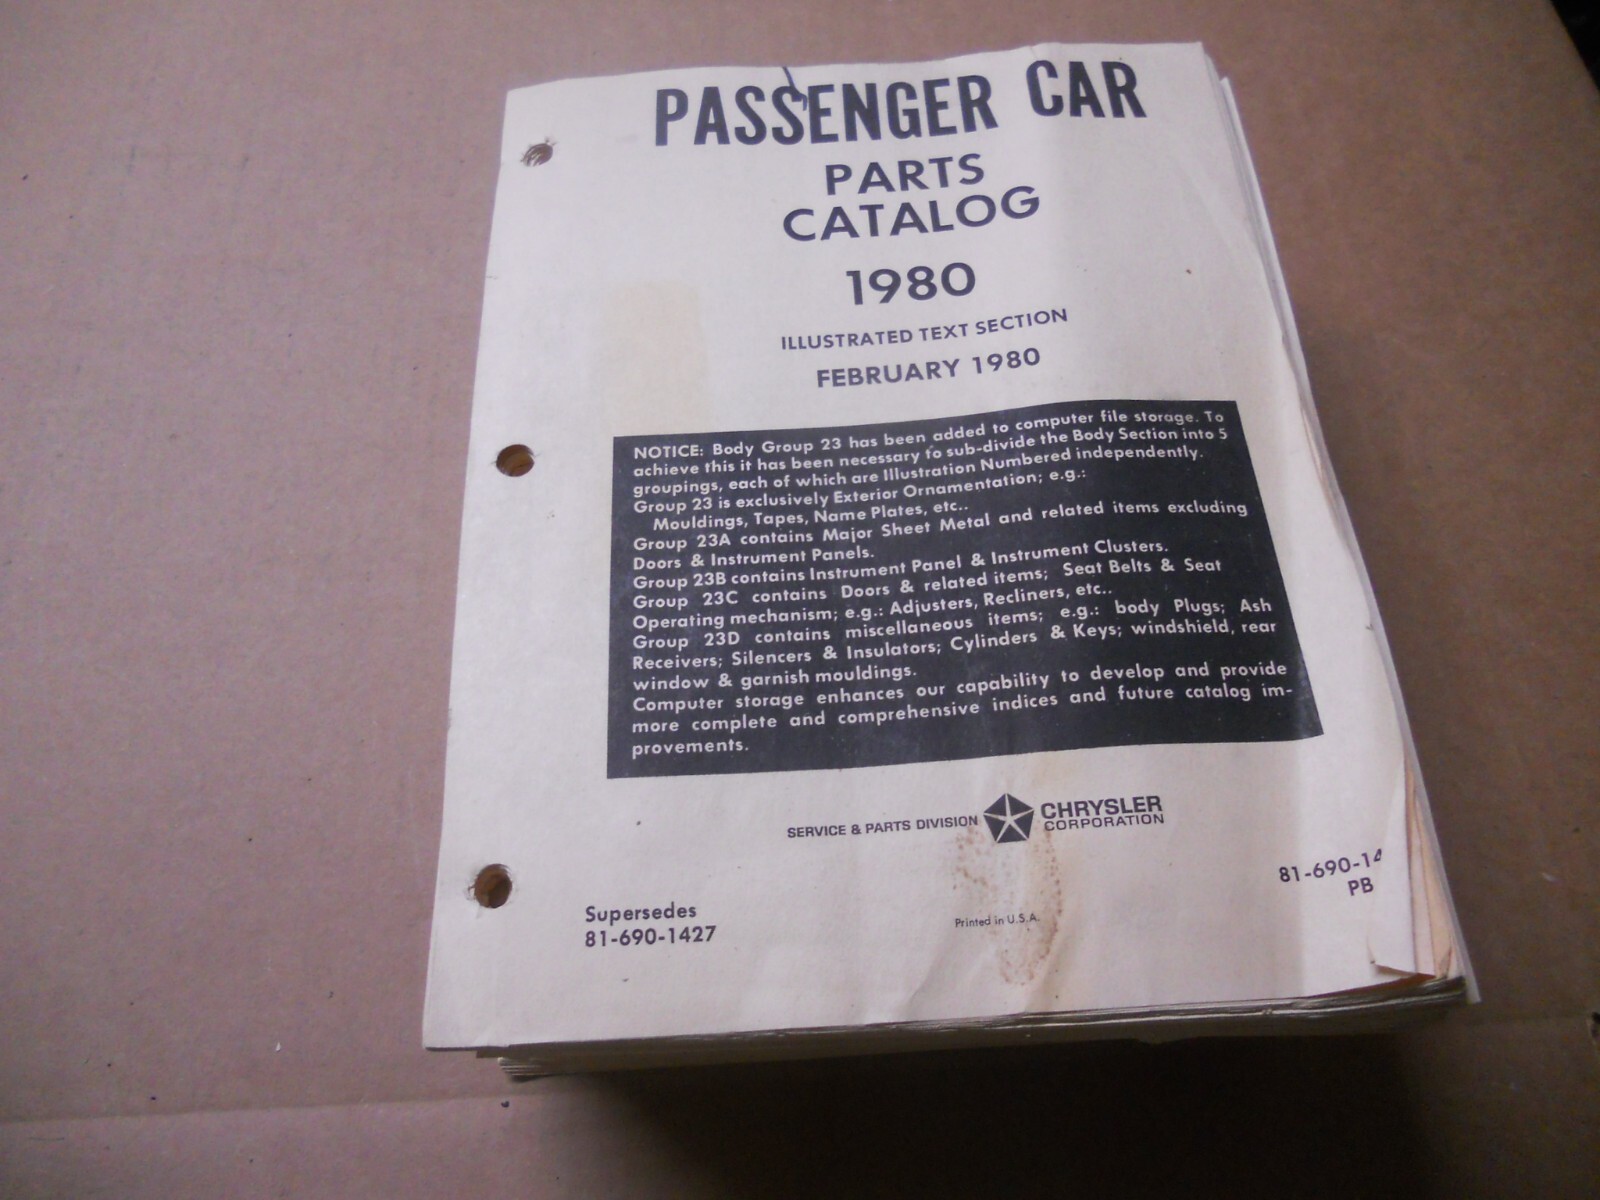 PASSENGER CAR
PARTS
CATALOG
1980
ILLUSTRATED TEXT SECTION
FEBRUARY 1980
NOTICE: Body Group 23 has been added to computer file storage. To
achieve this it has been necessary to sub-divide the Body Section into 5
groupings, each of which are Illustration Numbered independently.
Group 23 is exclusively Exterior Ornamentation; e.g.:
Mouldings, Tapes, Name Plates, etc..
Group 23A contains Major Sheet Metal and related items excluding
Doors & Instrument Panels.
Group 23B contains Instrument Panel & Instrument Clusters.
Group 23C contains Doors & related items; Seat Belts & Seat
Operating mechanism; e.g.: Adjusters, Recliners, etc..
Group 23D contains miscellaneous items; e.g.: body Plugs; Ash
Receivers; Silencers & Insulators; Cylinders & Keys; windshield, rear
window & garnish mouldings.
Computer storage enhances our capability to develop and provide
more complete and comprehensive indices and future catalog im-
provements.
SERVICE & PARTS DIVISION CHRYSLER
CORPORATION
81-690-14
PB
Supersedes
81-690-1427
Printed in U.S.A.